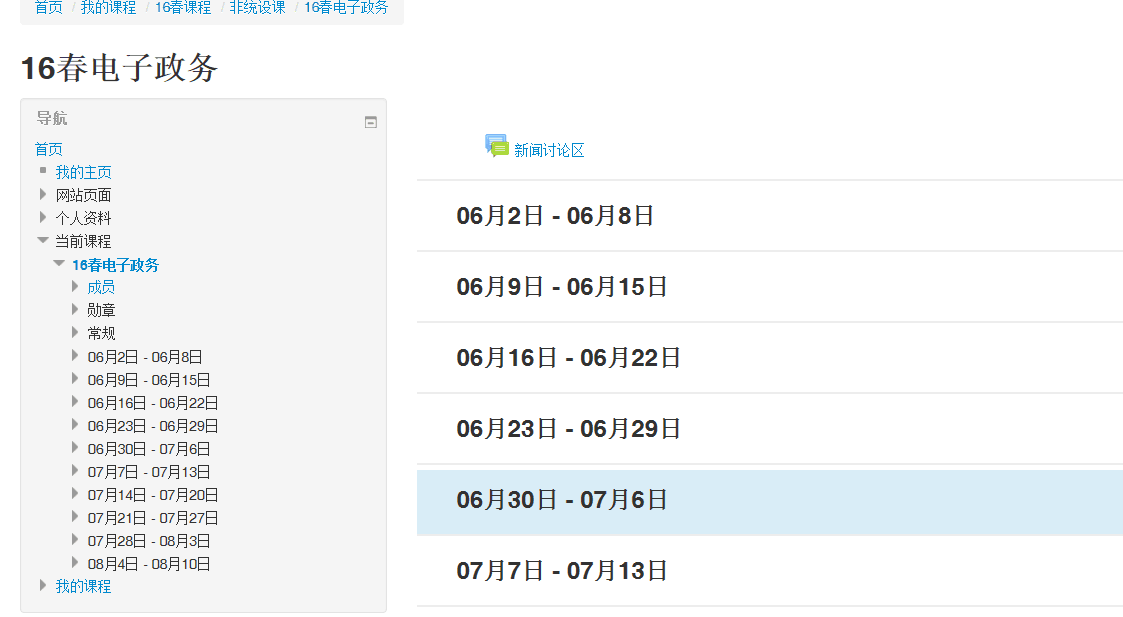 首页 / 我的课程 / 16春课程 / 非统设课 / 16春电子政务
16春电子政务
导航
首页
我的主页
网站页面
个人资料
当前课程
16春电子政务
成员
勋章
常规
06月2日 - 06月8日
06月9日 - 06月15日
06月16日 - 06月22日
06月23日 - 06月29日
06月30日 - 07月6日
07月7日 - 07月13日
07月14日 - 07月20日
07月21日 - 07月27日
07月28日 - 08月3日
08月4日 - 08月10日
我的课程
新闻讨论区
06月2日 - 06月8日
06月9日 - 06月15日
06月16日 - 06月22日
06月23日 - 06月29日
06月30日 - 07月6日
07月7日 - 07月13日